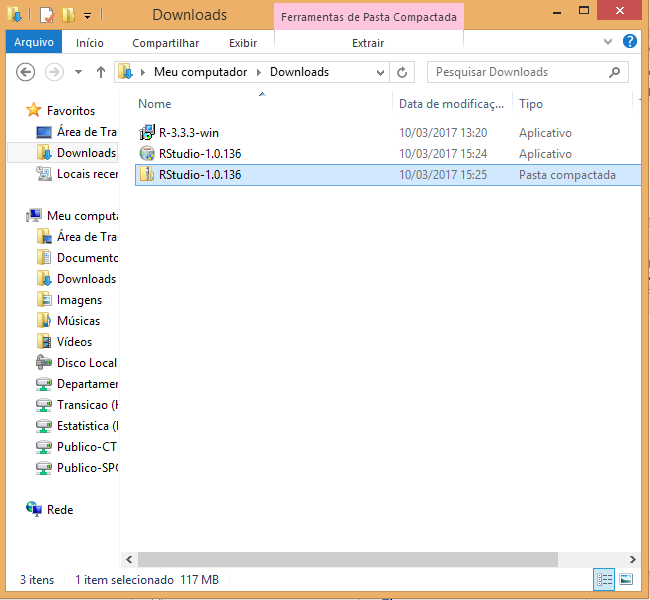 Downloads
Ferramentas de Pasta Compactada
Arquivo Início Compartilhar Exibir Extrair
Meu computador Downloads
Pesquisar Downloads
Nome Data de modificaç... Tipo
R-3.3.3-win 10/03/2017 13:20 Aplicativo
RStudio-1.0.136 10/03/2017 15:24 Aplicativo
RStudio-1.0.136 10/03/2017 15:25 Pasta compactada
Favoritos
Área de Tra
Downloads
Locais recen
Meu computa
Área de Tra
Documento
Downloads
Imagens
Músicas
Vídeos
Disco Local
Departamen
Transicao (
Estatistica (
Publico-CT
Publico-SPO
Rede
3 itens 1 item selecionado 117 MB